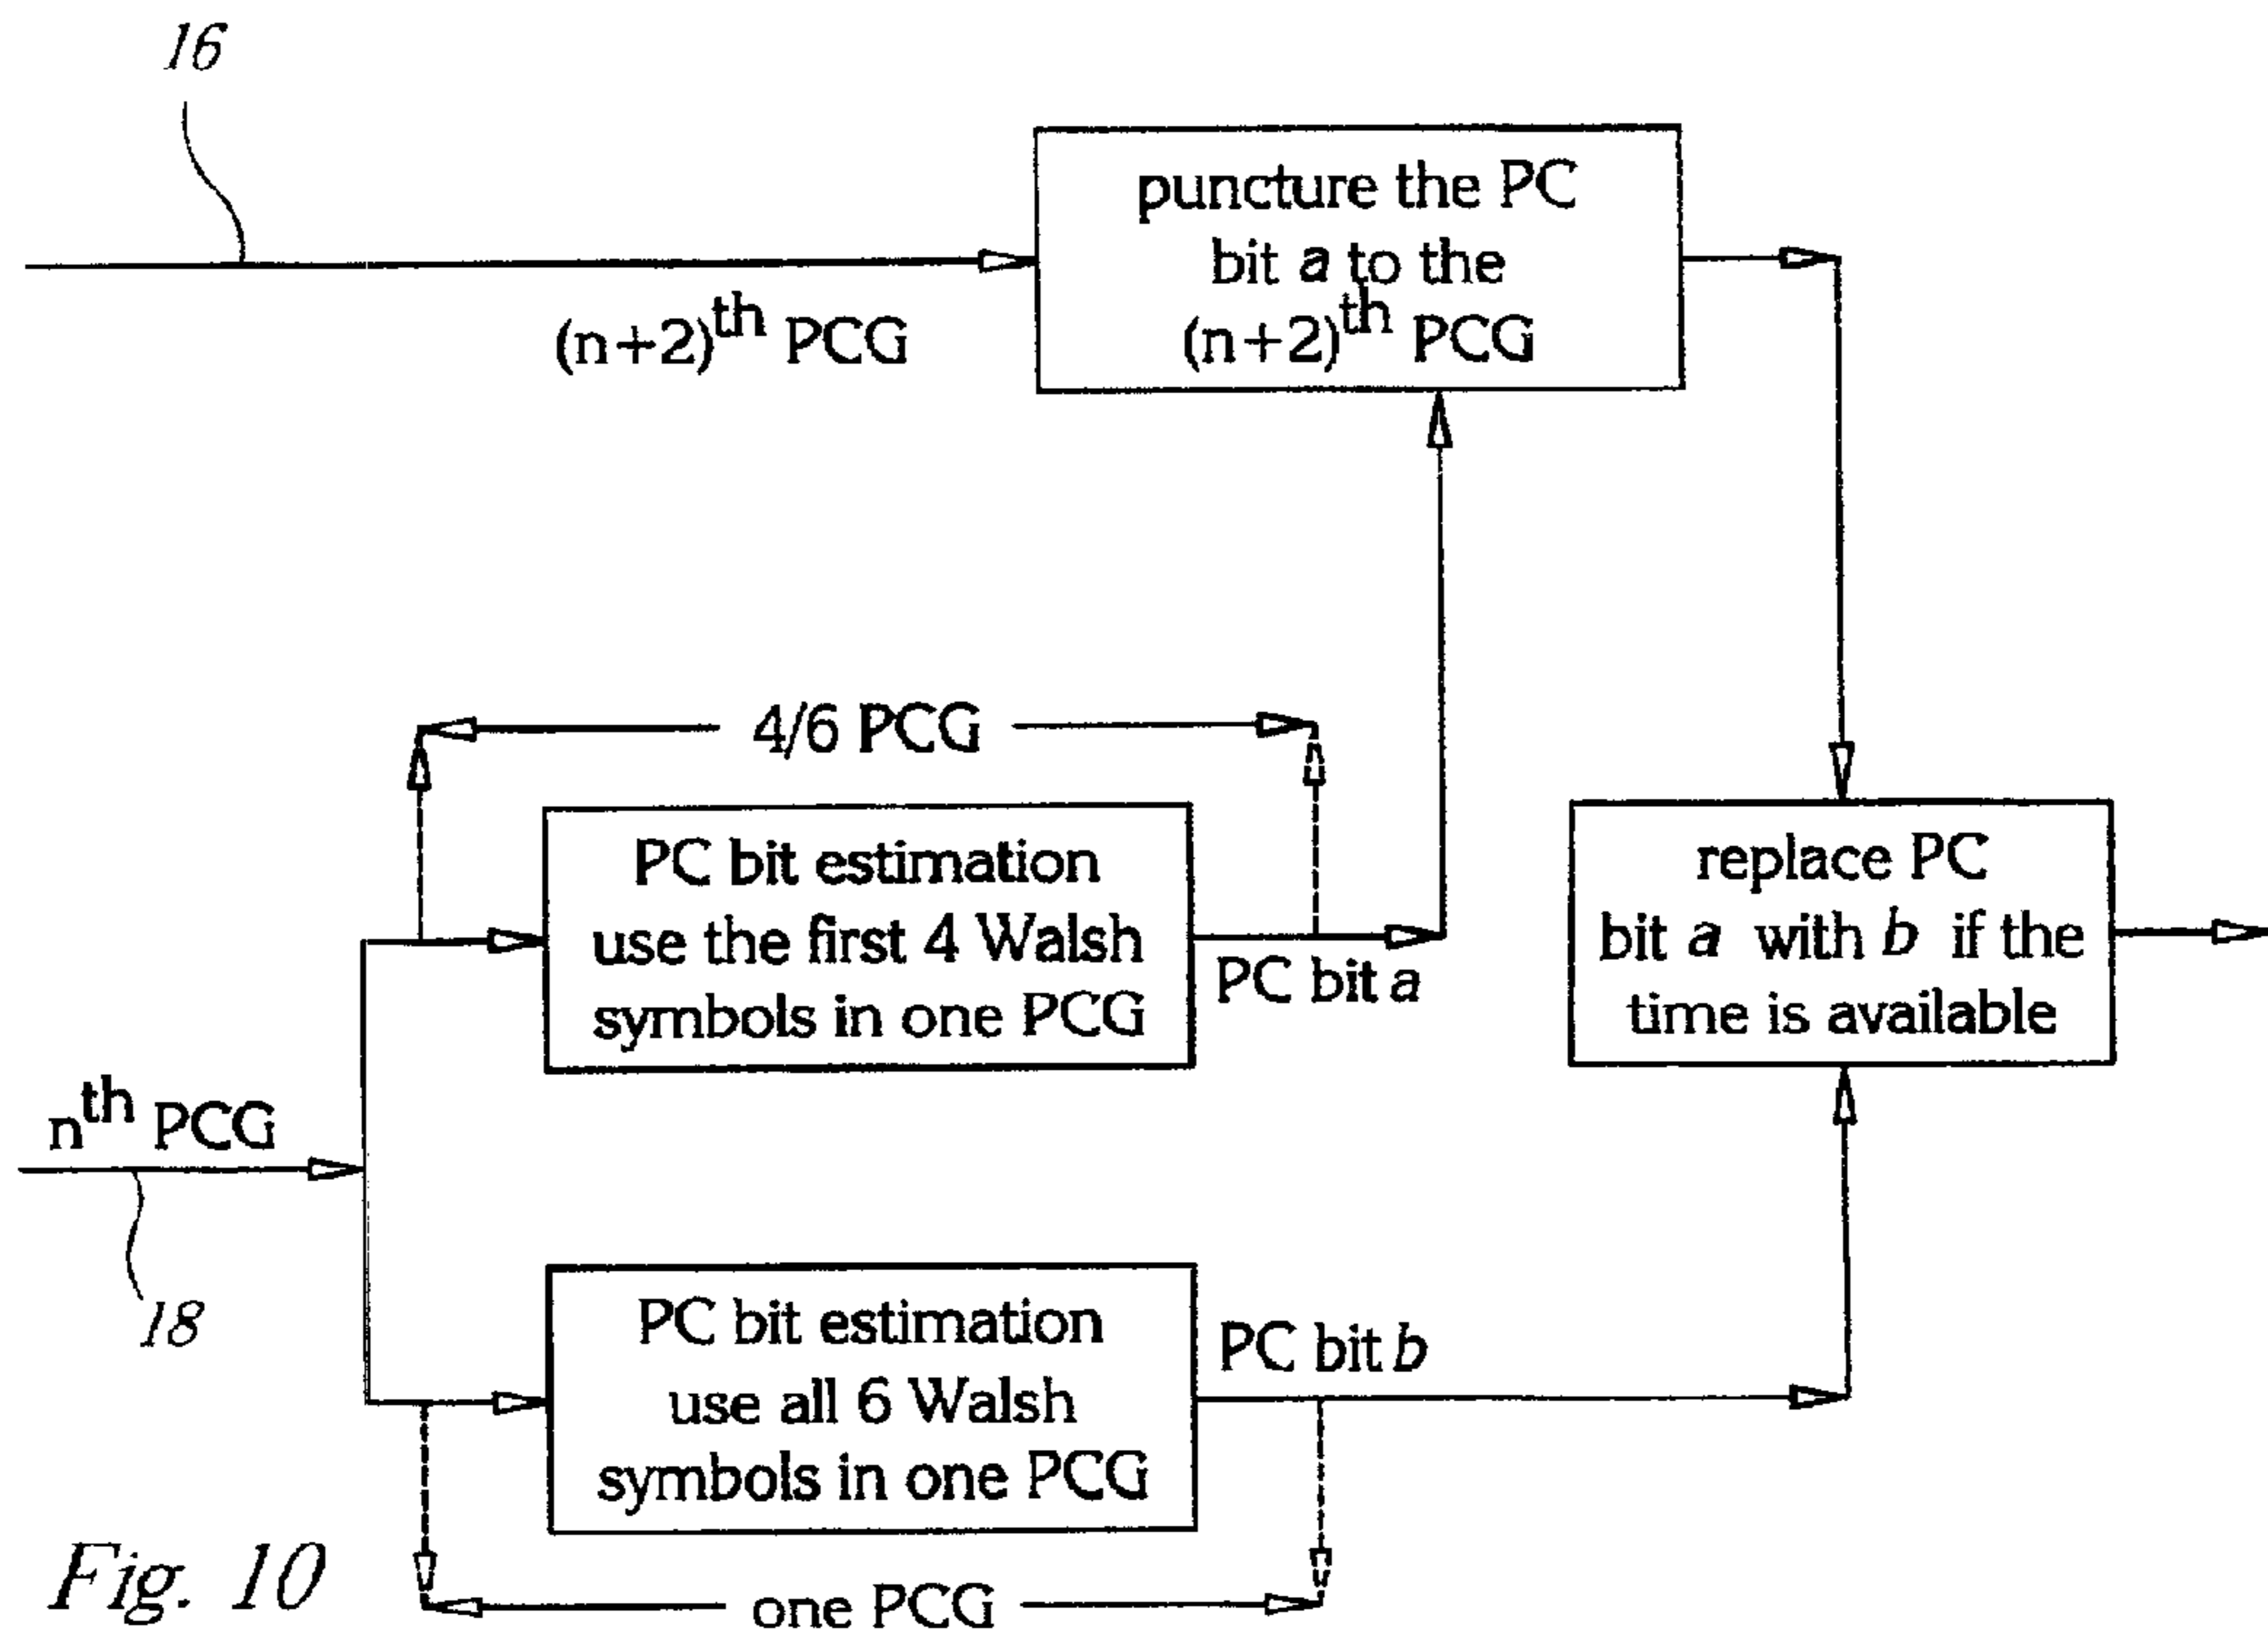 16
puncture the PC
bit a to the
(n+2)th PCG
(n+2)th PCG
4/6 PCG
PC bit estimation
use the first 4 Walsh
symbols in one PCG
PC bit a
replace PC
bit a with b if the
time is available
nth PCG
18
PC bit estimation
use all 6 Walsh
symbols in one PCG
PC bit b
one PCG
Fig. 10